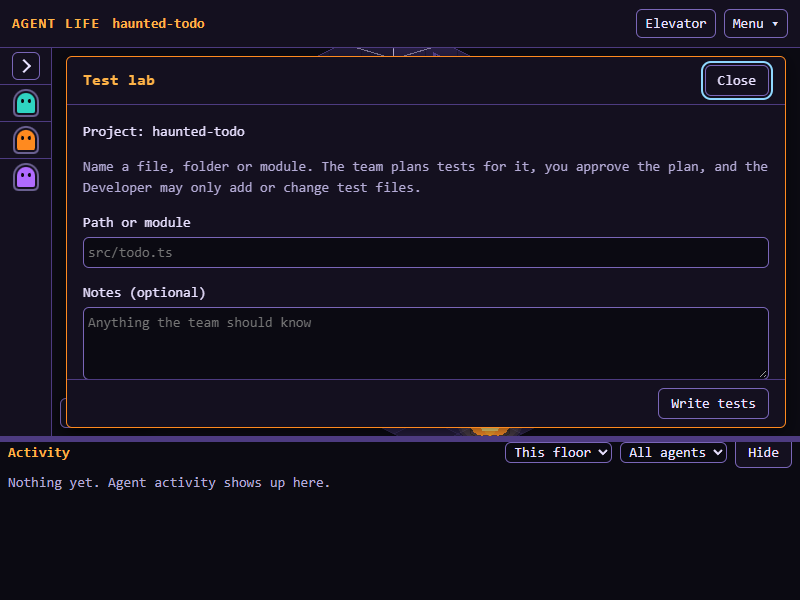 AGENT LIFE haunted-todo
Elevator
Menu ▾
Test lab
Close
Project: haunted-todo
Name a file, folder or module. The team plans tests for it, you approve the plan, and the
Developer may only add or change test files.
Path or module
src/todo.ts
Notes (optional)
Anything the team should know
Write tests
Activity
This floor
All agents
Hide
Nothing yet. Agent activity shows up here.